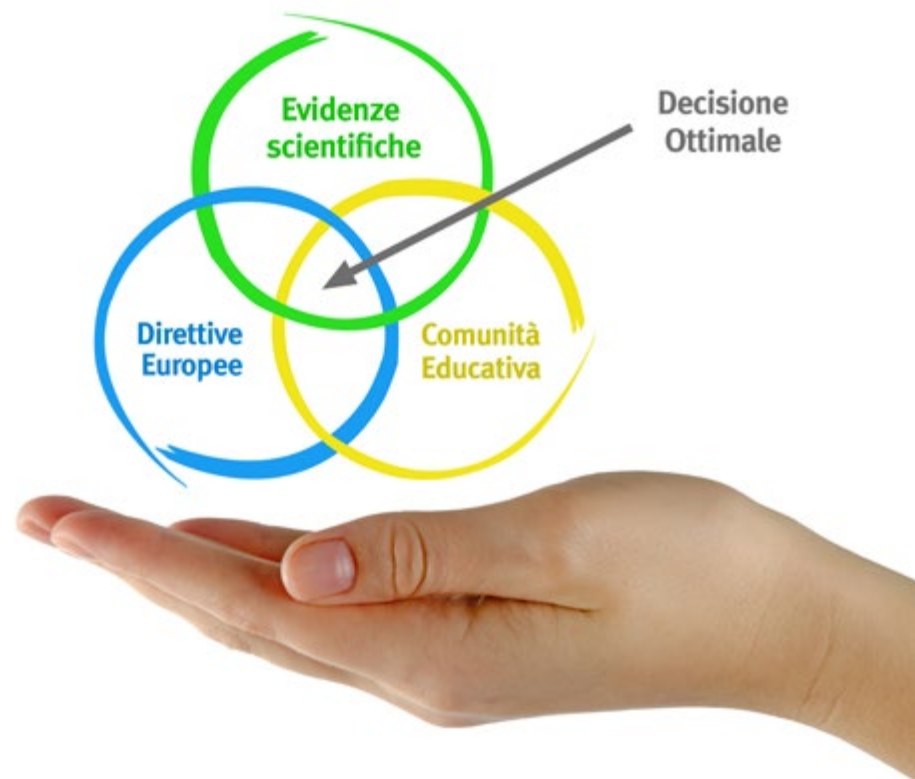 Evidenze
scientifiche
Decisione
Ottimale
Direttive
Europee
Comunità
Educativa